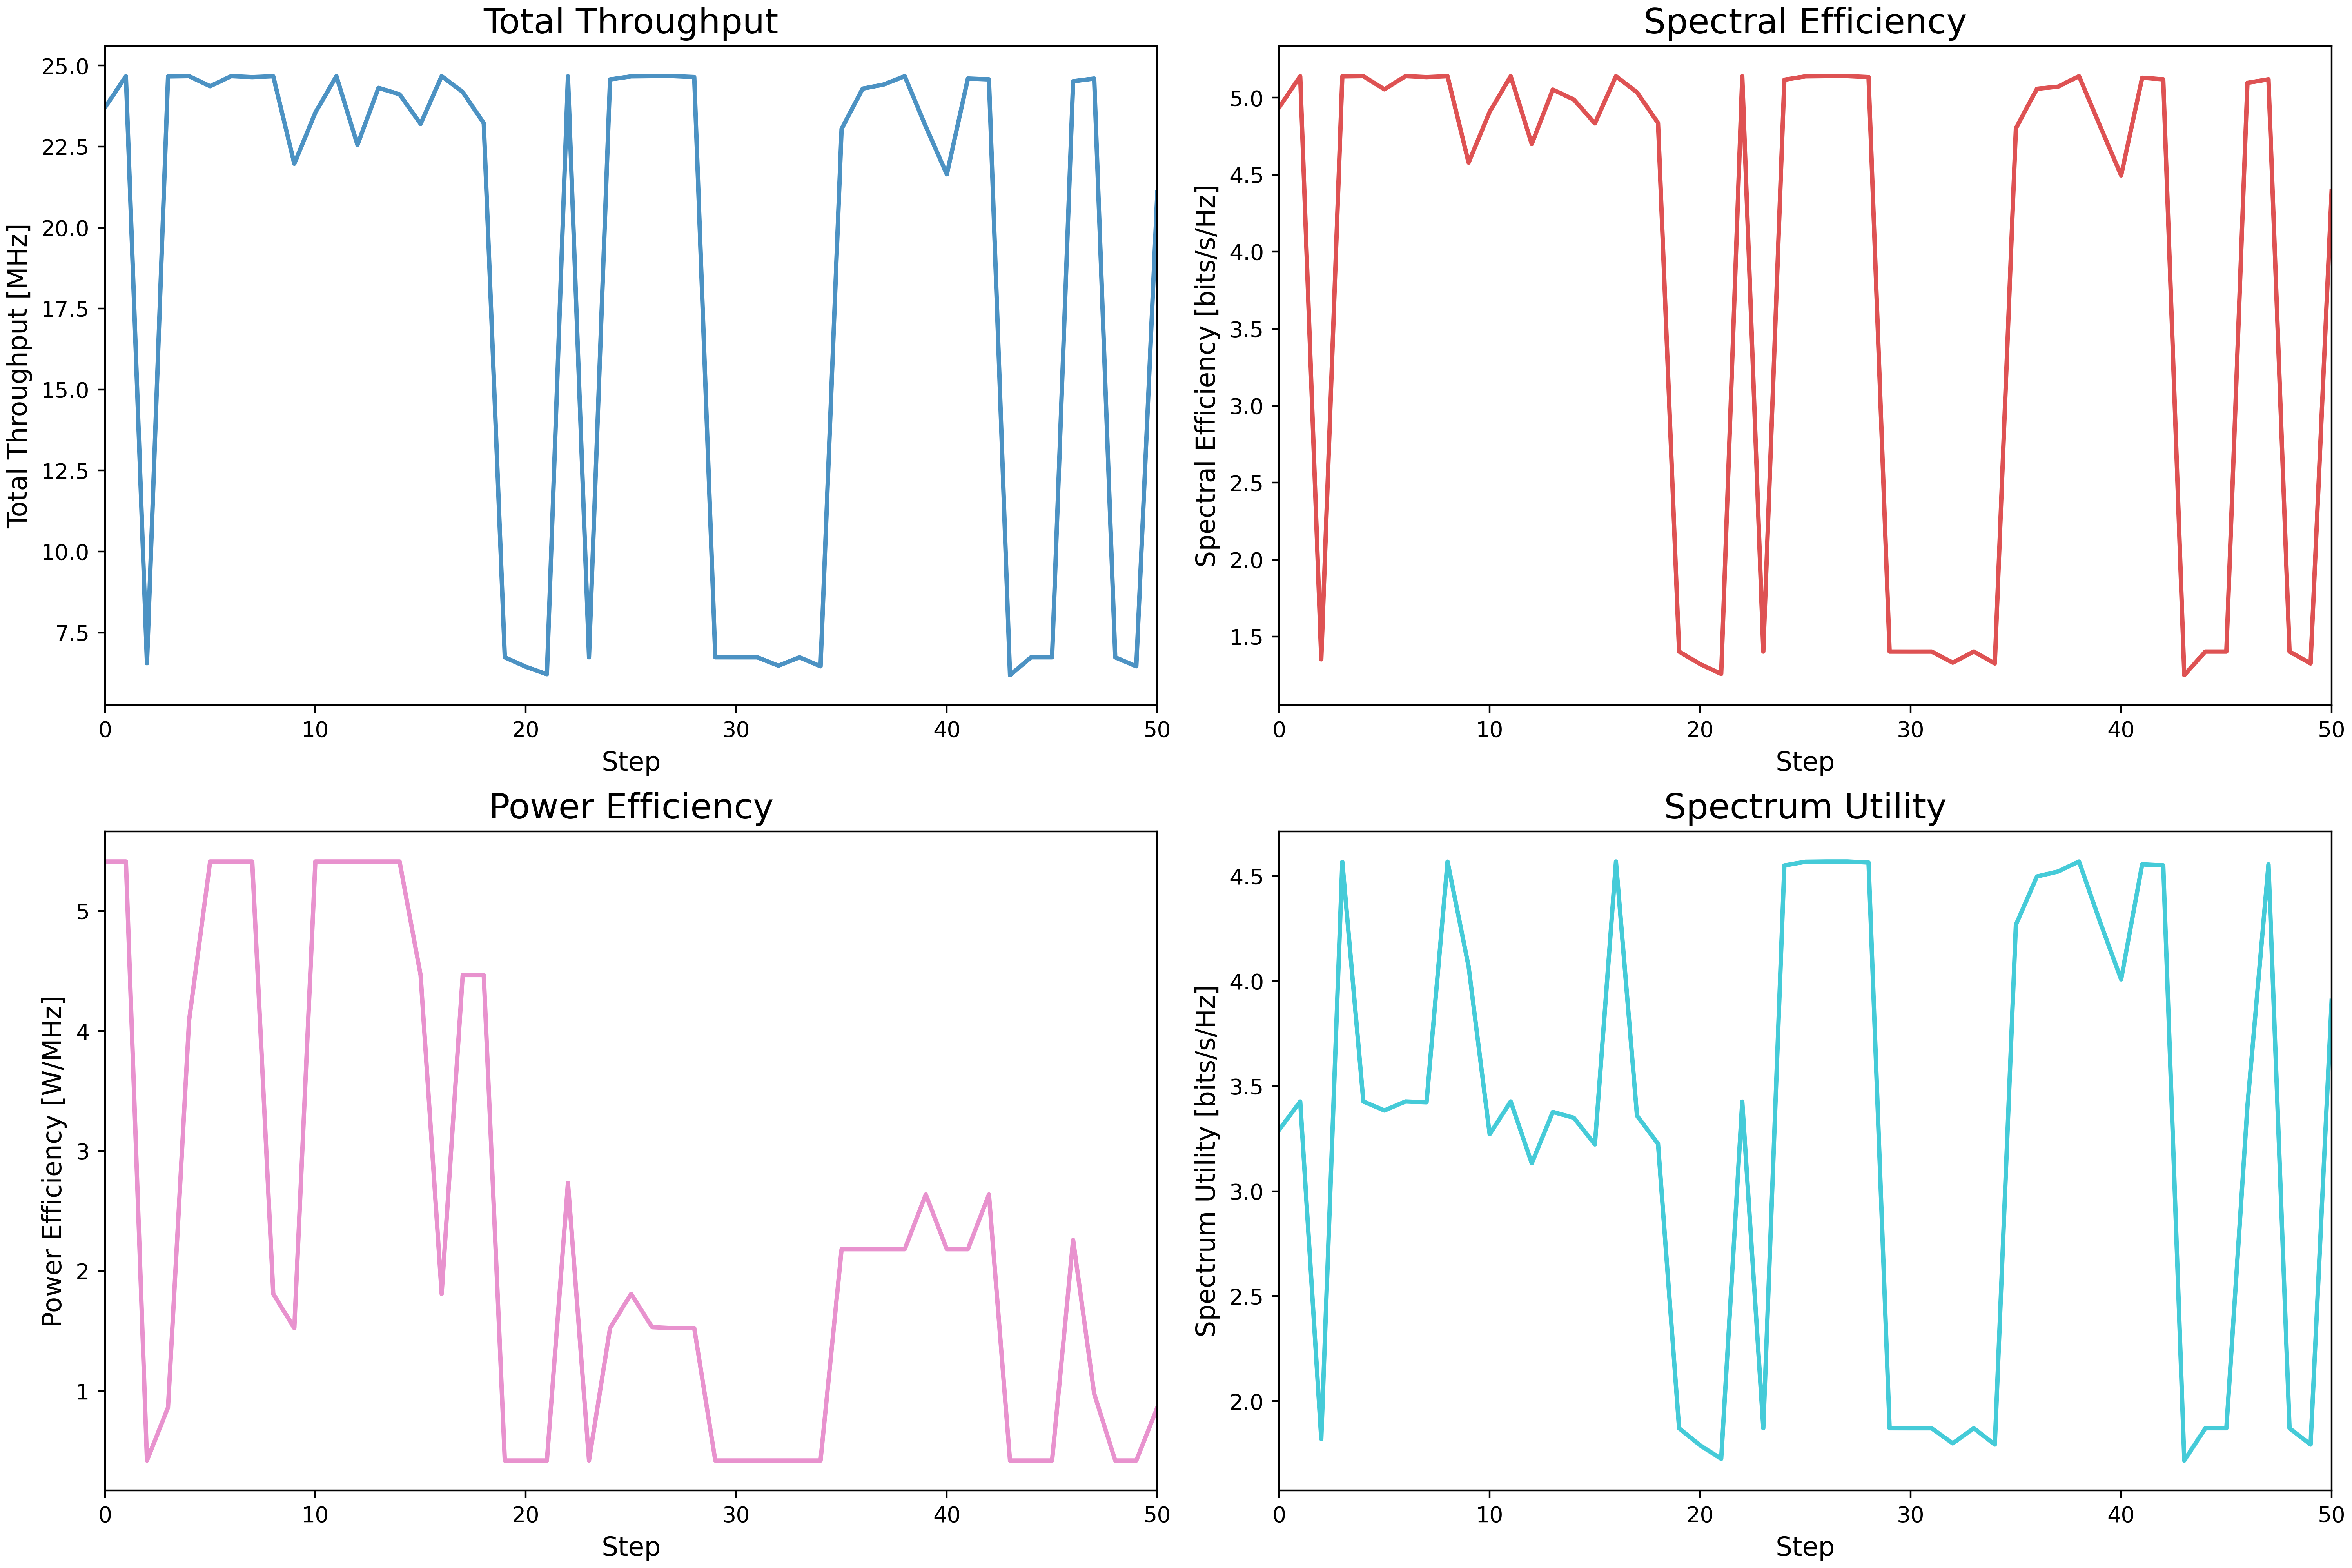 Total Throughput
Total Throughput [MHz]
25.0
22.5
20.0
17.5
15.0
12.5
10.0
7.5
0 10 20 30 40 50
Step
Spectral Efficiency
Spectral Efficiency [bits/s/Hz]
5.0
4.5
4.0
3.5
3.0
2.5
2.0
1.5
0 10 20 30 40 50
Step
Power Efficiency
Power Efficiency [W/MHz]
5
4
3
2
1
0 10 20 30 40 50
Step
Spectrum Utility
Spectrum Utility [bits/s/Hz]
4.5
4.0
3.5
3.0
2.5
2.0
0 10 20 30 40 50
Step